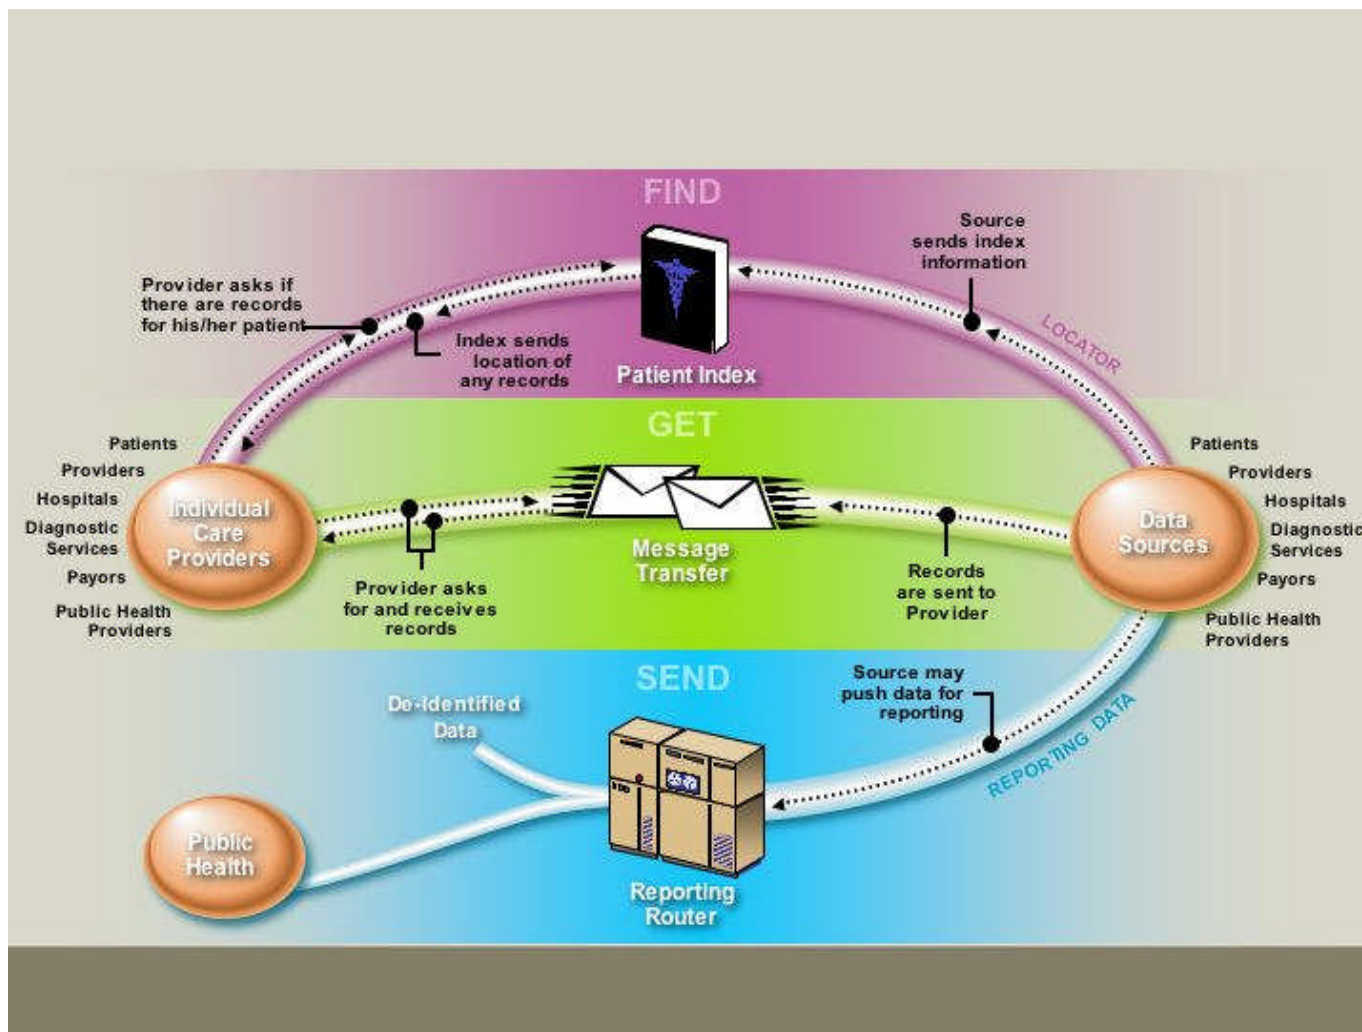 FIND
Source
sends index
information
Provider asks if
there are records
for his/her patient
Index sends
location of
any records
LOCATOR
Patient Index
GET
Patients
Providers
Hospitals
Diagnostic
Services
Payors
Public Health
Providers
Individual
Care
Providers
Provider asks
for and receives
records
Message
Transfer
Records
are sent to
Provider
Data
Sources
Patients
Providers
Hospitals
Diagnostic
Services
Payors
Public Health
Providers
SEND
Source may
push data for
reporting
REPORTING DATA
De-Identified
Data
Public
Health
Reporting
Router